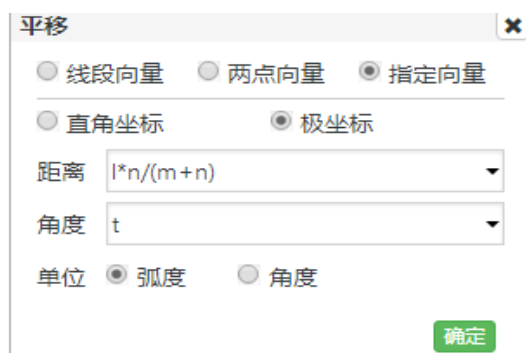 平移
线段向量 两点向量 指定向量
直角坐标 极坐标
距离 l*n/(m+n)
角度 t
单位 弧度 角度
确定